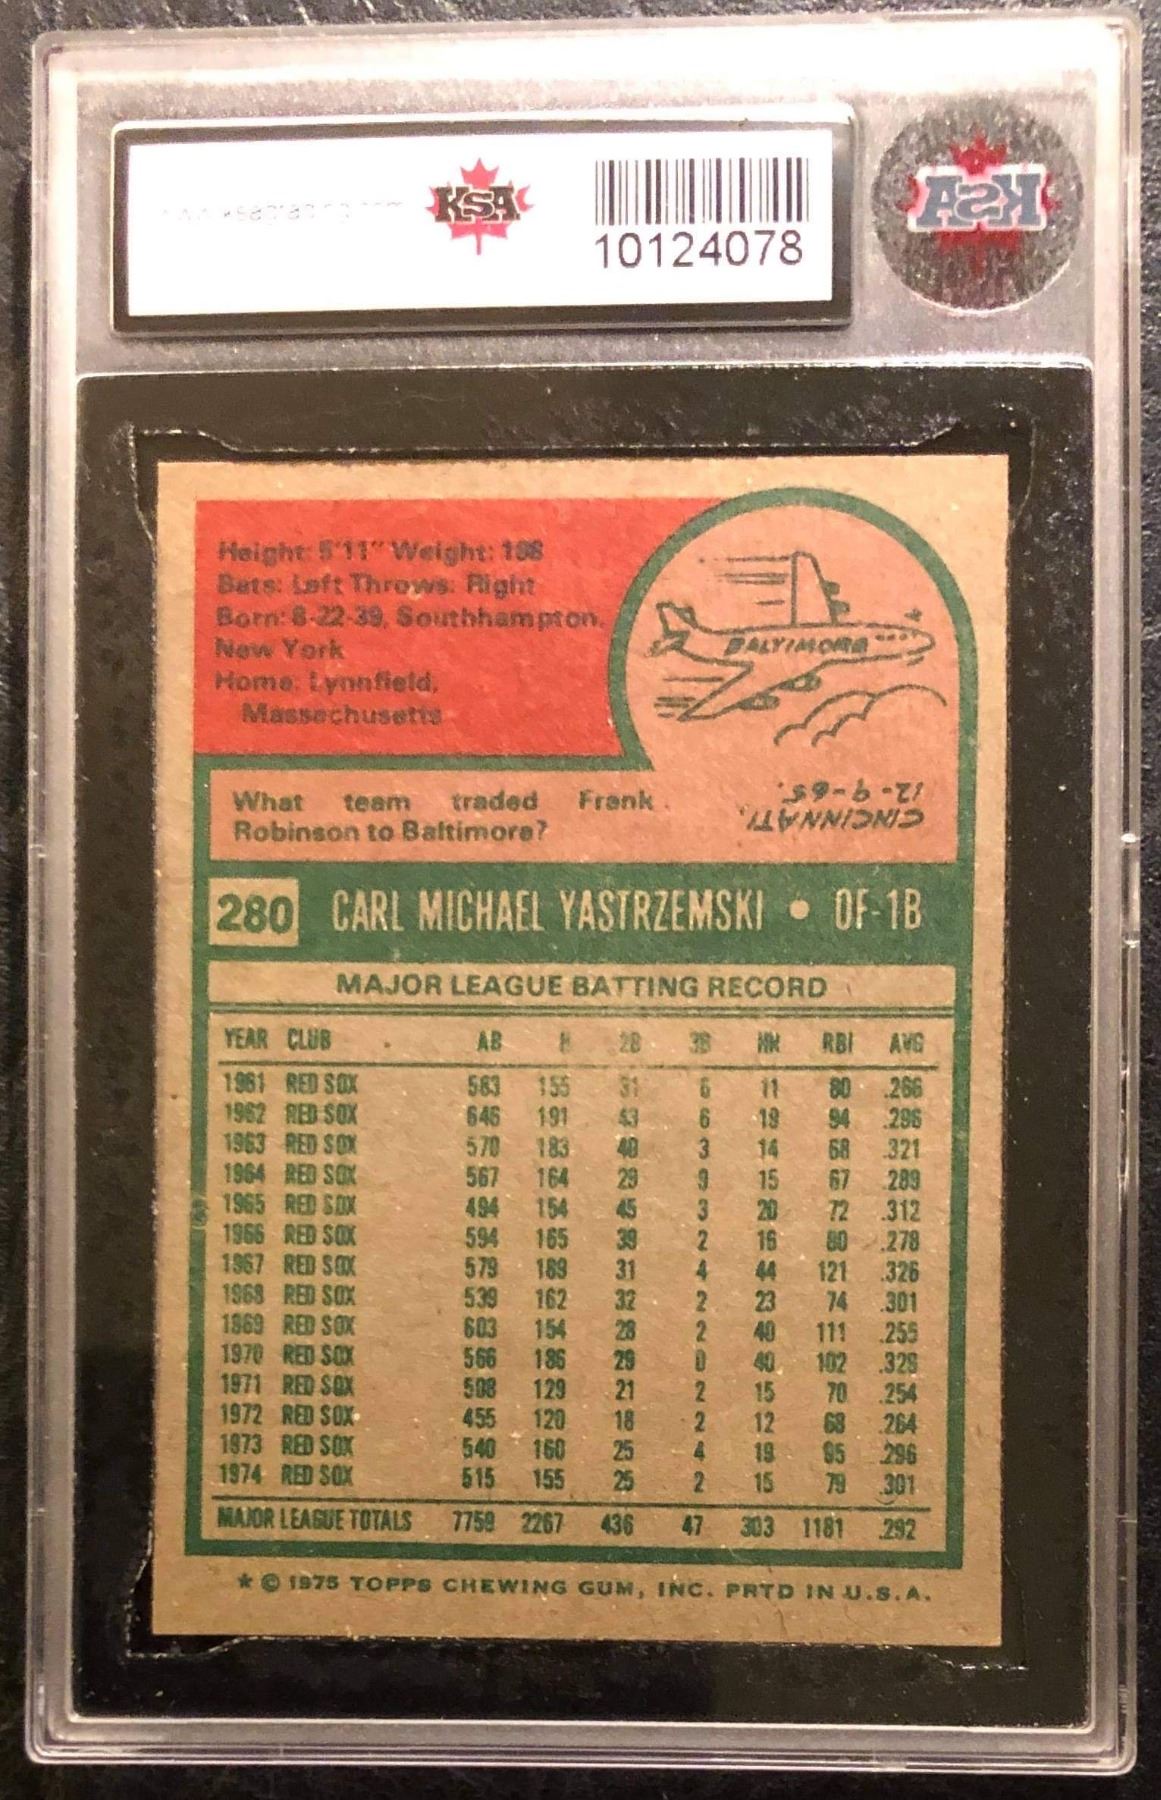 KSA
10124078
KSA
Height: 5'11" Weight: 186
Bats: Left Throws: Right
Born: 8-22-39, Southhampton,
New York
Home: Lynnfield,
Massachusetts
BALTIMORE
What team traded Frank
Robinson to Baltimore?
CINCINNATI,
12-9-65.
280 CARL MICHAEL YASTRZEMSKI • OF-1B
MAJOR LEAGUE BATTING RECORD
YEAR CLUB AB H 2B 3B HR RBI AVG
1961 RED SOX 583 155 31 6 11 80 .266
1962 RED SOX 646 191 43 6 19 94 .296
1963 RED SOX 570 183 40 3 14 68 .321
1964 RED SOX 567 164 29 9 15 67 .289
1965 RED SOX 494 154 45 3 20 72 .312
1966 RED SOX 594 165 39 2 16 80 .278
1967 RED SOX 579 189 31 4 44 121 .326
1968 RED SOX 539 162 32 2 23 74 .301
1969 RED SOX 603 154 28 2 40 111 .255
1970 RED SOX 566 186 29 0 40 102 .329
1971 RED SOX 508 129 21 2 15 70 .254
1972 RED SOX 455 120 18 2 12 68 .264
1973 RED SOX 540 160 25 4 19 95 .296
1974 RED SOX 515 155 25 2 15 79 .301
MAJOR LEAGUE TOTALS 7759 2267 436 47 303 1181 .292
* © 1975 TOPPS CHEWING GUM, INC. PRTD IN U.S.A.